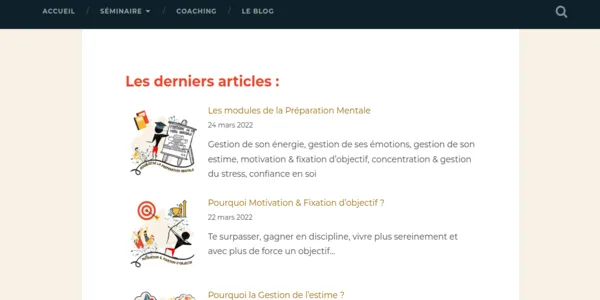 ACCUEIL / SÉMINAIRE / COACHING / LE BLOG
Les derniers articles :
Les modules de la Préparation Mentale
24 mars 2022
Gestion de son énergie, gestion de ses émotions, gestion de son
estime, motivation & fixation d'objectif, concentration & gestion
du stress, confiance en soi
Pourquoi Motivation & Fixation d'objectif ?
22 mars 2022
Te surpasser, gagner en discipline, vivre plus sereinement et
avec plus de force un objectif...
Pourquoi la Gestion de l'estime ?